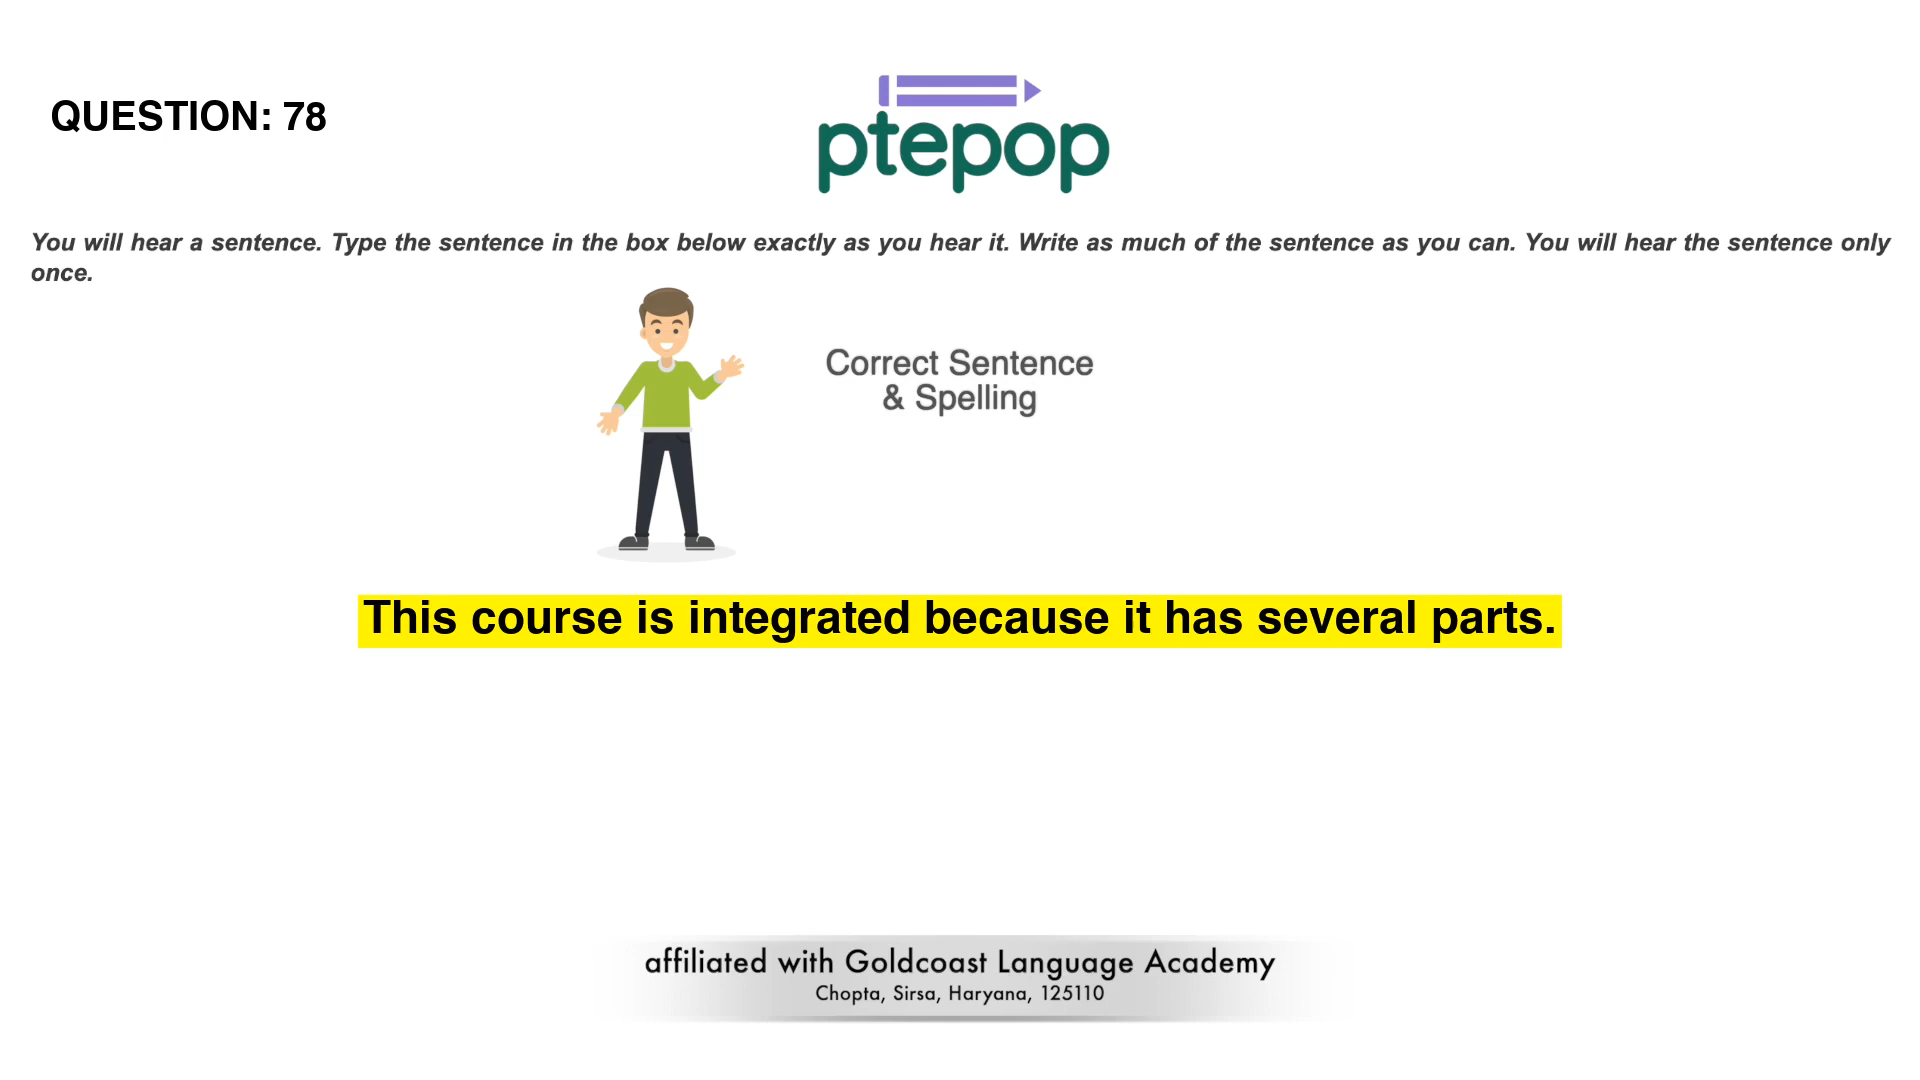 QUESTION: 78
ptepop
You will hear a sentence. Type the sentence in the box below exactly as you hear it. Write as much of the sentence as you can. You will hear the sentence only
once.
Correct Sentence
& Spelling
This course is integrated because it has several parts.
affiliated with Goldcoast Language Academy
Chopta, Sirsa, Haryana, 125110